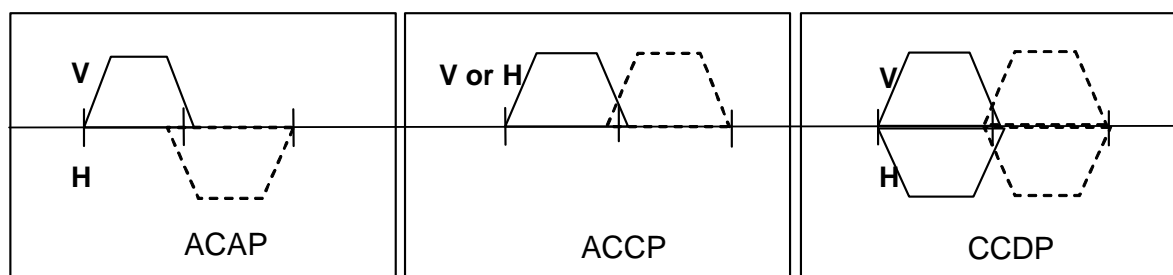 V
H
ACAP
V or H
ACCP
V
H
CCDP